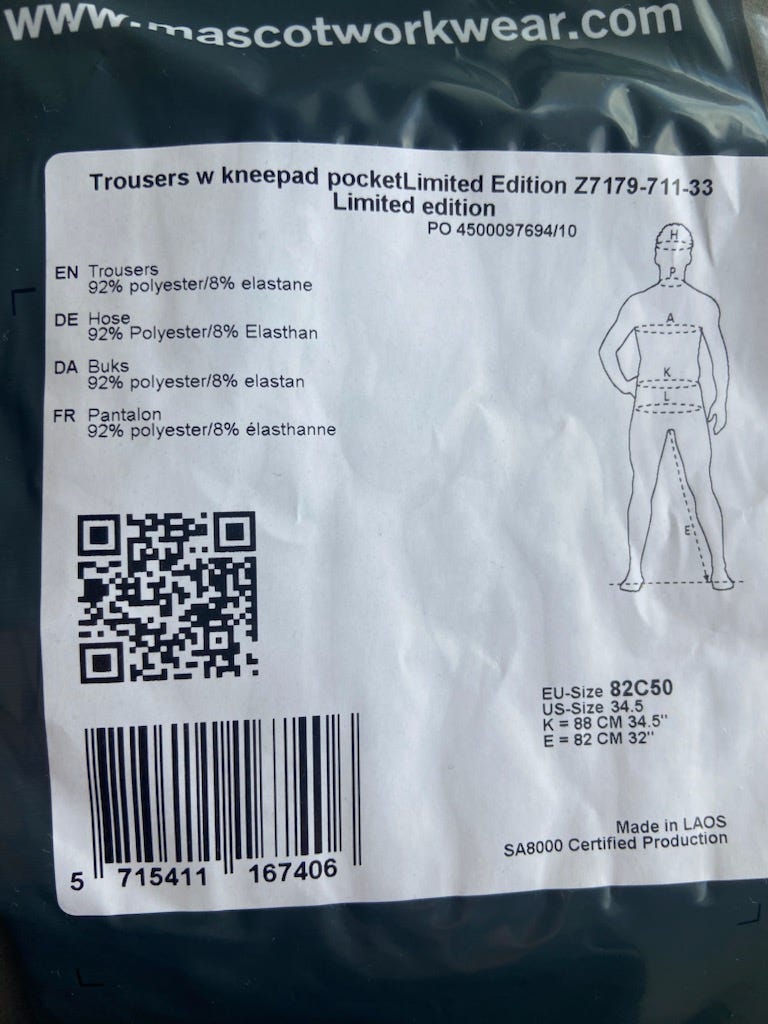 www.mascotworkwear.com
Trousers w kneepad pocketLimited Edition Z7179-711-33
Limited edition
PO 4500097694/10
EN Trousers
92% polyester/8% elastane
DE Hose
92% Polyester/8% Elasthan
DA Buks
92% polyester/8% elastan
FR Pantalon
92% polyester/8% élasthanne
H
P
A
K
L
E
EU-Size 82C50
US-Size 34.5
K = 88 CM 34.5"
E = 82 CM 32"
Made in LAOS
SA8000 Certified Production
5 715411 167406